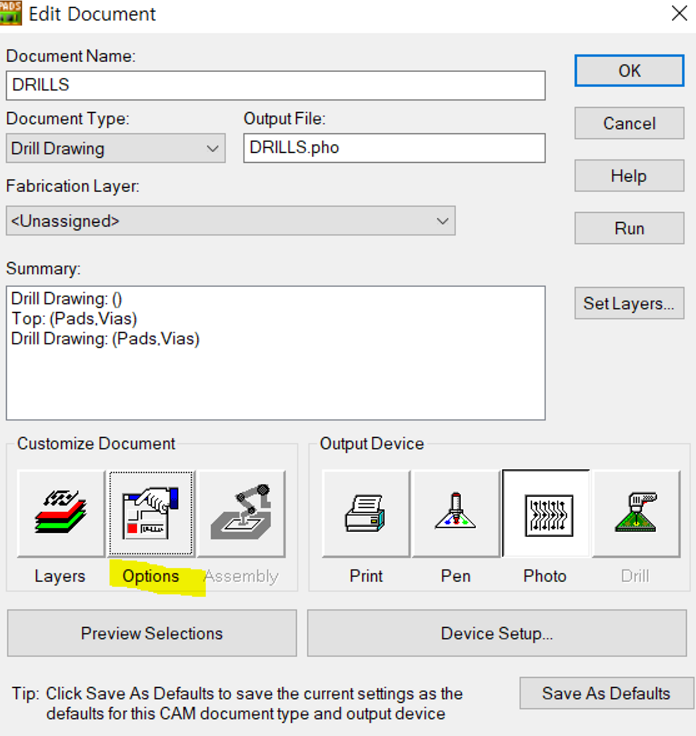 PADS
Edit Document
Document Name:
DRILLS
OK
Document Type:
Output File:
Cancel
Drill Drawing
DRILLS.pho
Fabrication Layer:
Help
<Unassigned>
Run
Summary:
Drill Drawing: ()
Top: (Pads,Vias)
Drill Drawing: (Pads,Vias)
Set Layers...
Customize Document
Output Device
Layers
Options
Assembly
Print
Pen
Photo
Drill
Preview Selections
Device Setup...
Tip: Click Save As Defaults to save the current settings as the
defaults for this CAM document type and output device
Save As Defaults